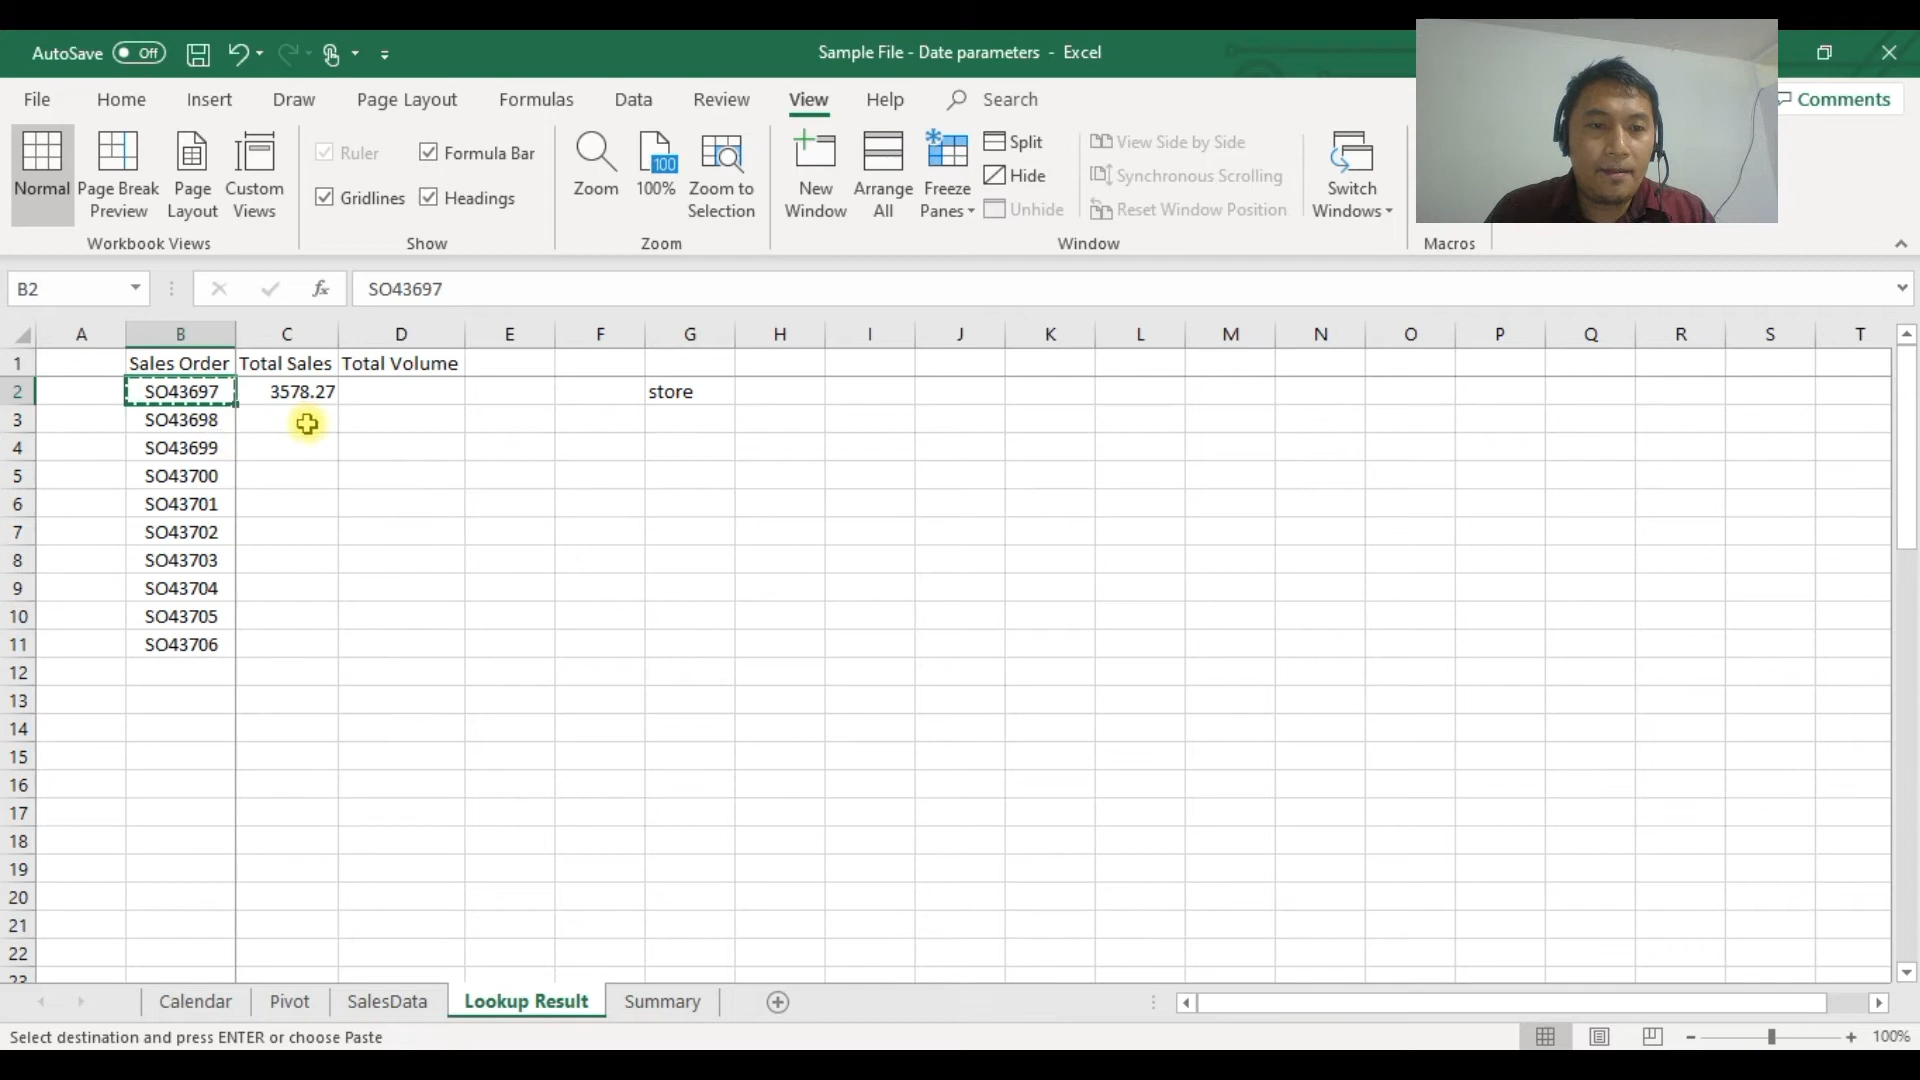 AutoSave Off
Sample File - Date parameters - Excel
File Home Insert Draw Page Layout Formulas Data Review View Help Search
Comments
Normal
Page Break Preview
Page Layout
Custom Views
Workbook Views
Ruler
Formula Bar
Gridlines
Headings
Show
Zoom
100
100%
Zoom to Selection
Zoom
New Window
Arrange All
Freeze Panes
Split
Hide
Unhide
View Side by Side
Synchronous Scrolling
Reset Window Position
Switch Windows
Window
Macros
B2
fx
SO43697
A B C D E F G H I J K L M N O P Q R S T
1 Sales Order Total Sales Total Volume
2 SO43697 3578.27 store
3 SO43698
4 SO43699
5 SO43700
6 SO43701
7 SO43702
8 SO43703
9 SO43704
10 SO43705
11 SO43706
12
13
14
15
16
17
18
19
20
21
22
23
Calendar Pivot SalesData Lookup Result Summary
Select destination and press ENTER or choose Paste
100%